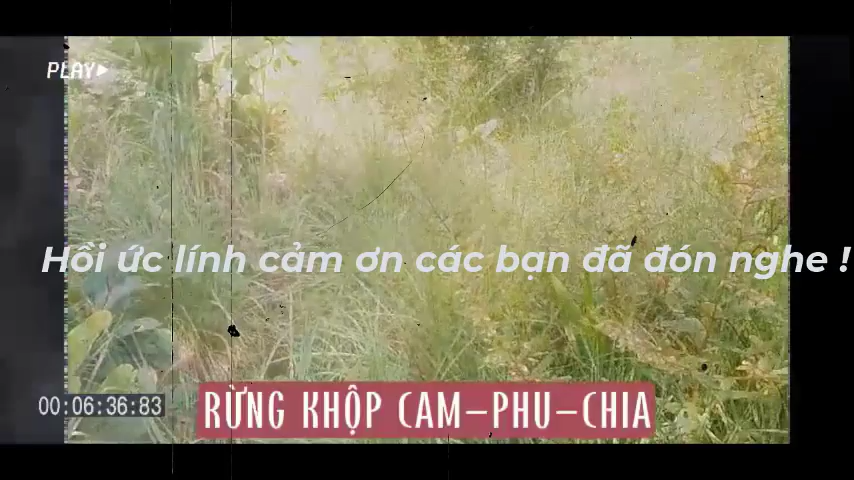 PLAY
Hồi ức lính cảm ơn các bạn đã đón nghe !
00:06:36:83
RỪNG KHỘP CAM-PHU-CHIA